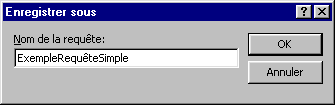 Enregistrer sous
Nom de la requête:
ExempleRequêteSimple
OK
Annuler